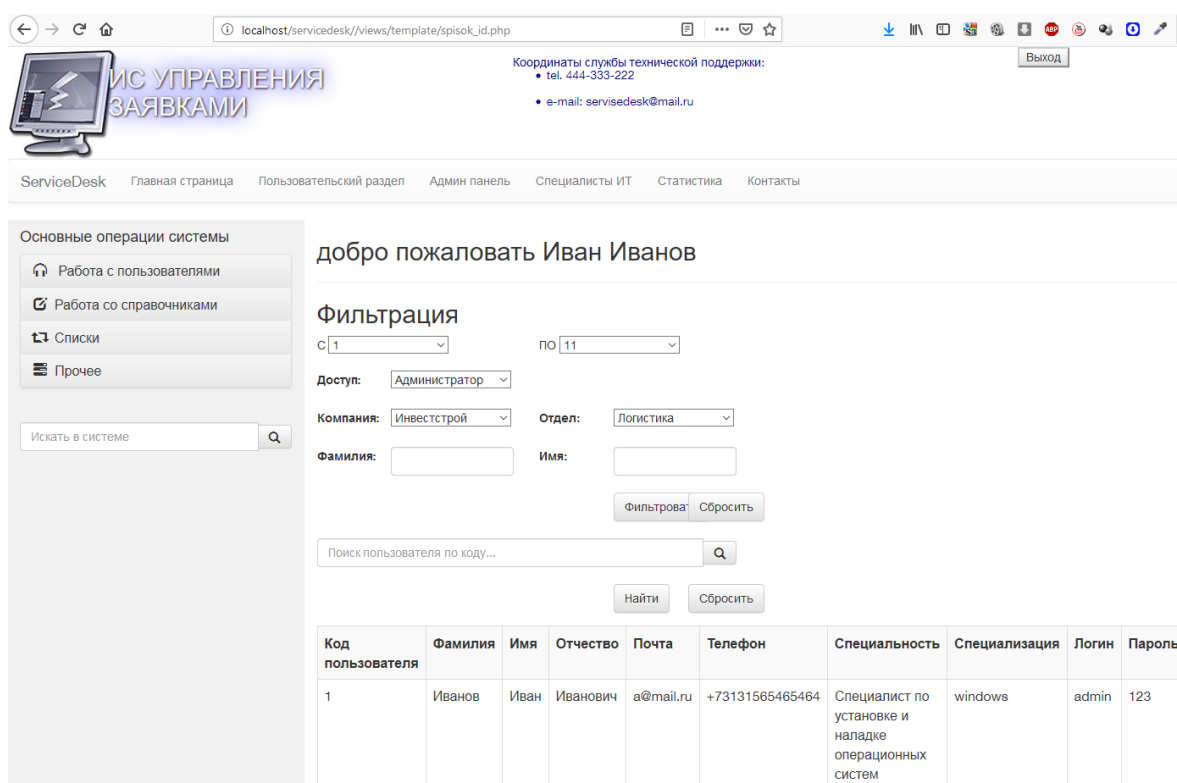 localhost/servicedesk//views/template/spisok_id.php
ABP
ИС УПРАВЛЕНИЯ
ЗАЯВКАМИ
Координаты службы технической поддержки:
• tel. 444-333-222
• e-mail: servisedesk@mail.ru
Выход
ServiceDesk Главная страница Пользовательский раздел Админ панель Специалисты ИТ Статистика Контакты
Основные операции системы
Работа с пользователями
Работа со справочниками
Списки
Прочее
Искать в системе
добро пожаловать Иван Иванов
Фильтрация
С 1 ПО 11
Доступ: Администратор
Компания: Инвестстрой Отдел: Логистика
Фамилия: Имя:
Фильтроват Сбросить
Поиск пользователя по коду...
Найти Сбросить
Код Фамилия Имя Отчество Почта Телефон Специальность Специализация Логин Пароль
пользователя
1 Иванов Иван Иванович a@mail.ru +73131565465464 Специалист по windows admin 123
установке и
наладке
операционных
систем